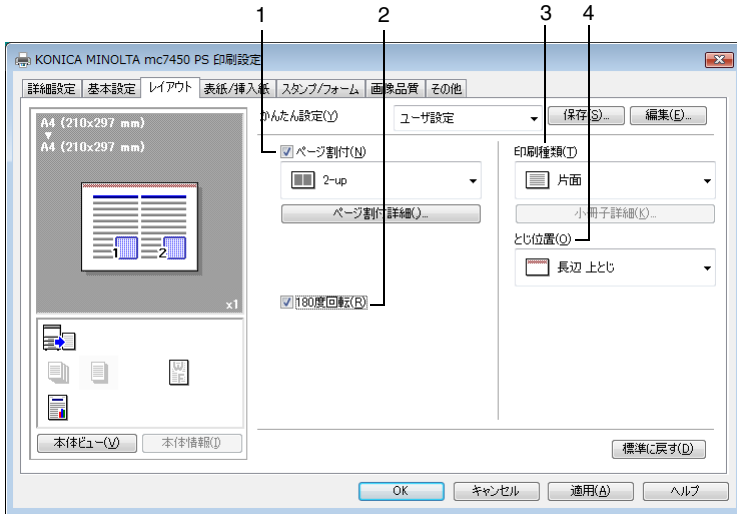 1 2 3 4
KONICA MINOLTA mc7450 PS 印刷設定
詳細設定 基本設定 レイアウト 表紙/挿入紙 スタンプ/フォーム 画像品質 その他
A4 (210x297 mm)
A4 (210x297 mm)
1 2
x1
W
F
本体ビュー(V) 本体情報(I)
かんたん設定(Y) ユーザ設定 保存(S)... 編集(E)...
ページ割付(N)
2-up
ページ割付詳細()...
180度回転(R)
印刷種類(T)
片面
小冊子詳細(K)...
とじ位置(O)
長辺 上とじ
標準に戻す(D)
OK キャンセル 適用(A) ヘルプ